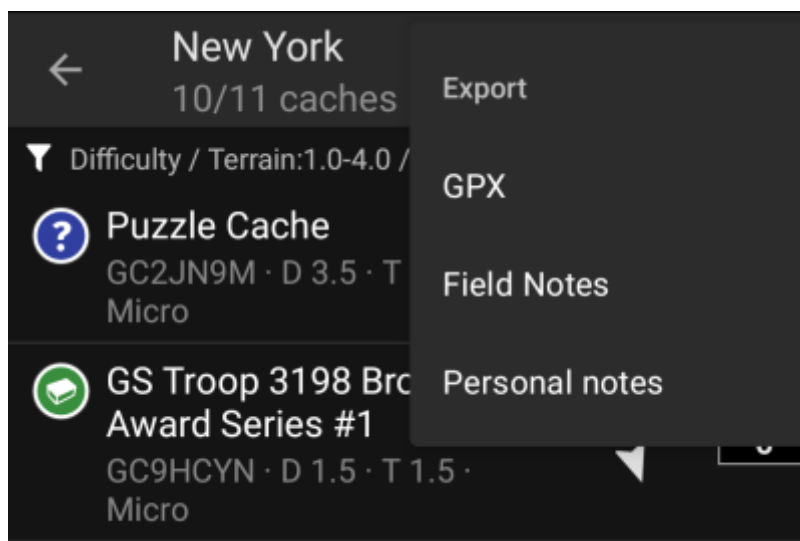 New York
10/11 caches
Difficulty / Terrain:1.0-4.0 /
Puzzle Cache
GC2JN9M · D 3.5 · T
Micro
GS Troop 3198 Bro
Award Series #1
GC9HCYN · D 1.5 · T 1.5 ·
Micro
Export
GPX
Field Notes
Personal notes